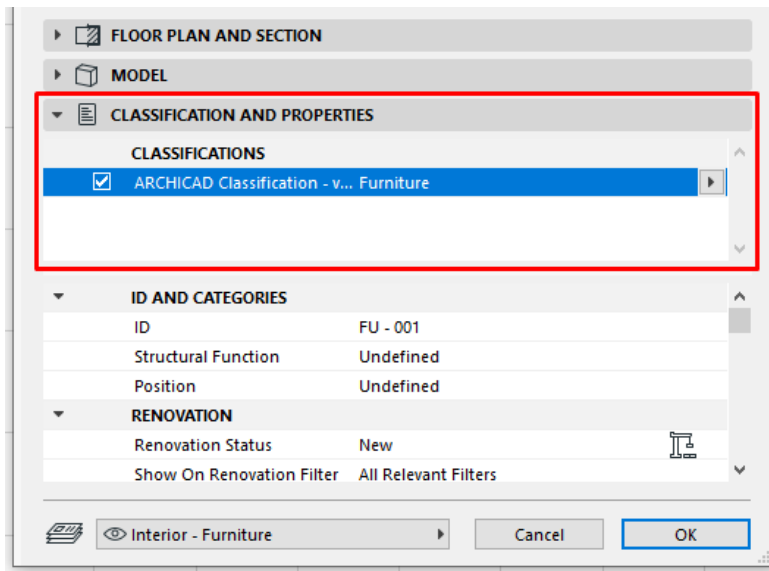 FLOOR PLAN AND SECTION
MODEL
CLASSIFICATION AND PROPERTIES
CLASSIFICATIONS
ARCHICAD Classification - v... Furniture
ID AND CATEGORIES
ID FU - 001
Structural Function Undefined
Position Undefined
RENOVATION
Renovation Status New
Show On Renovation Filter All Relevant Filters
Interior - Furniture Cancel OK